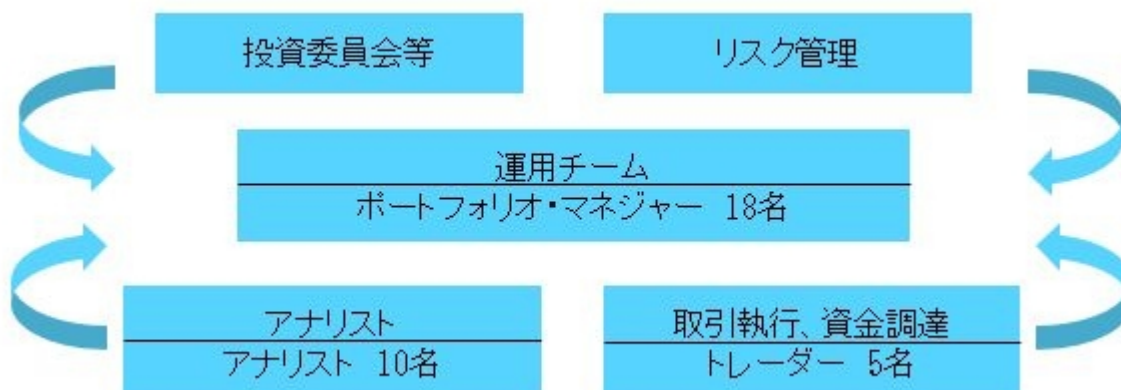 投資委員会等
リスク管理
運用チーム
ポートフォリオ・マネジャー 18名
アナリスト
アナリスト 10名
取引執行、資金調達
トレーダー 5名